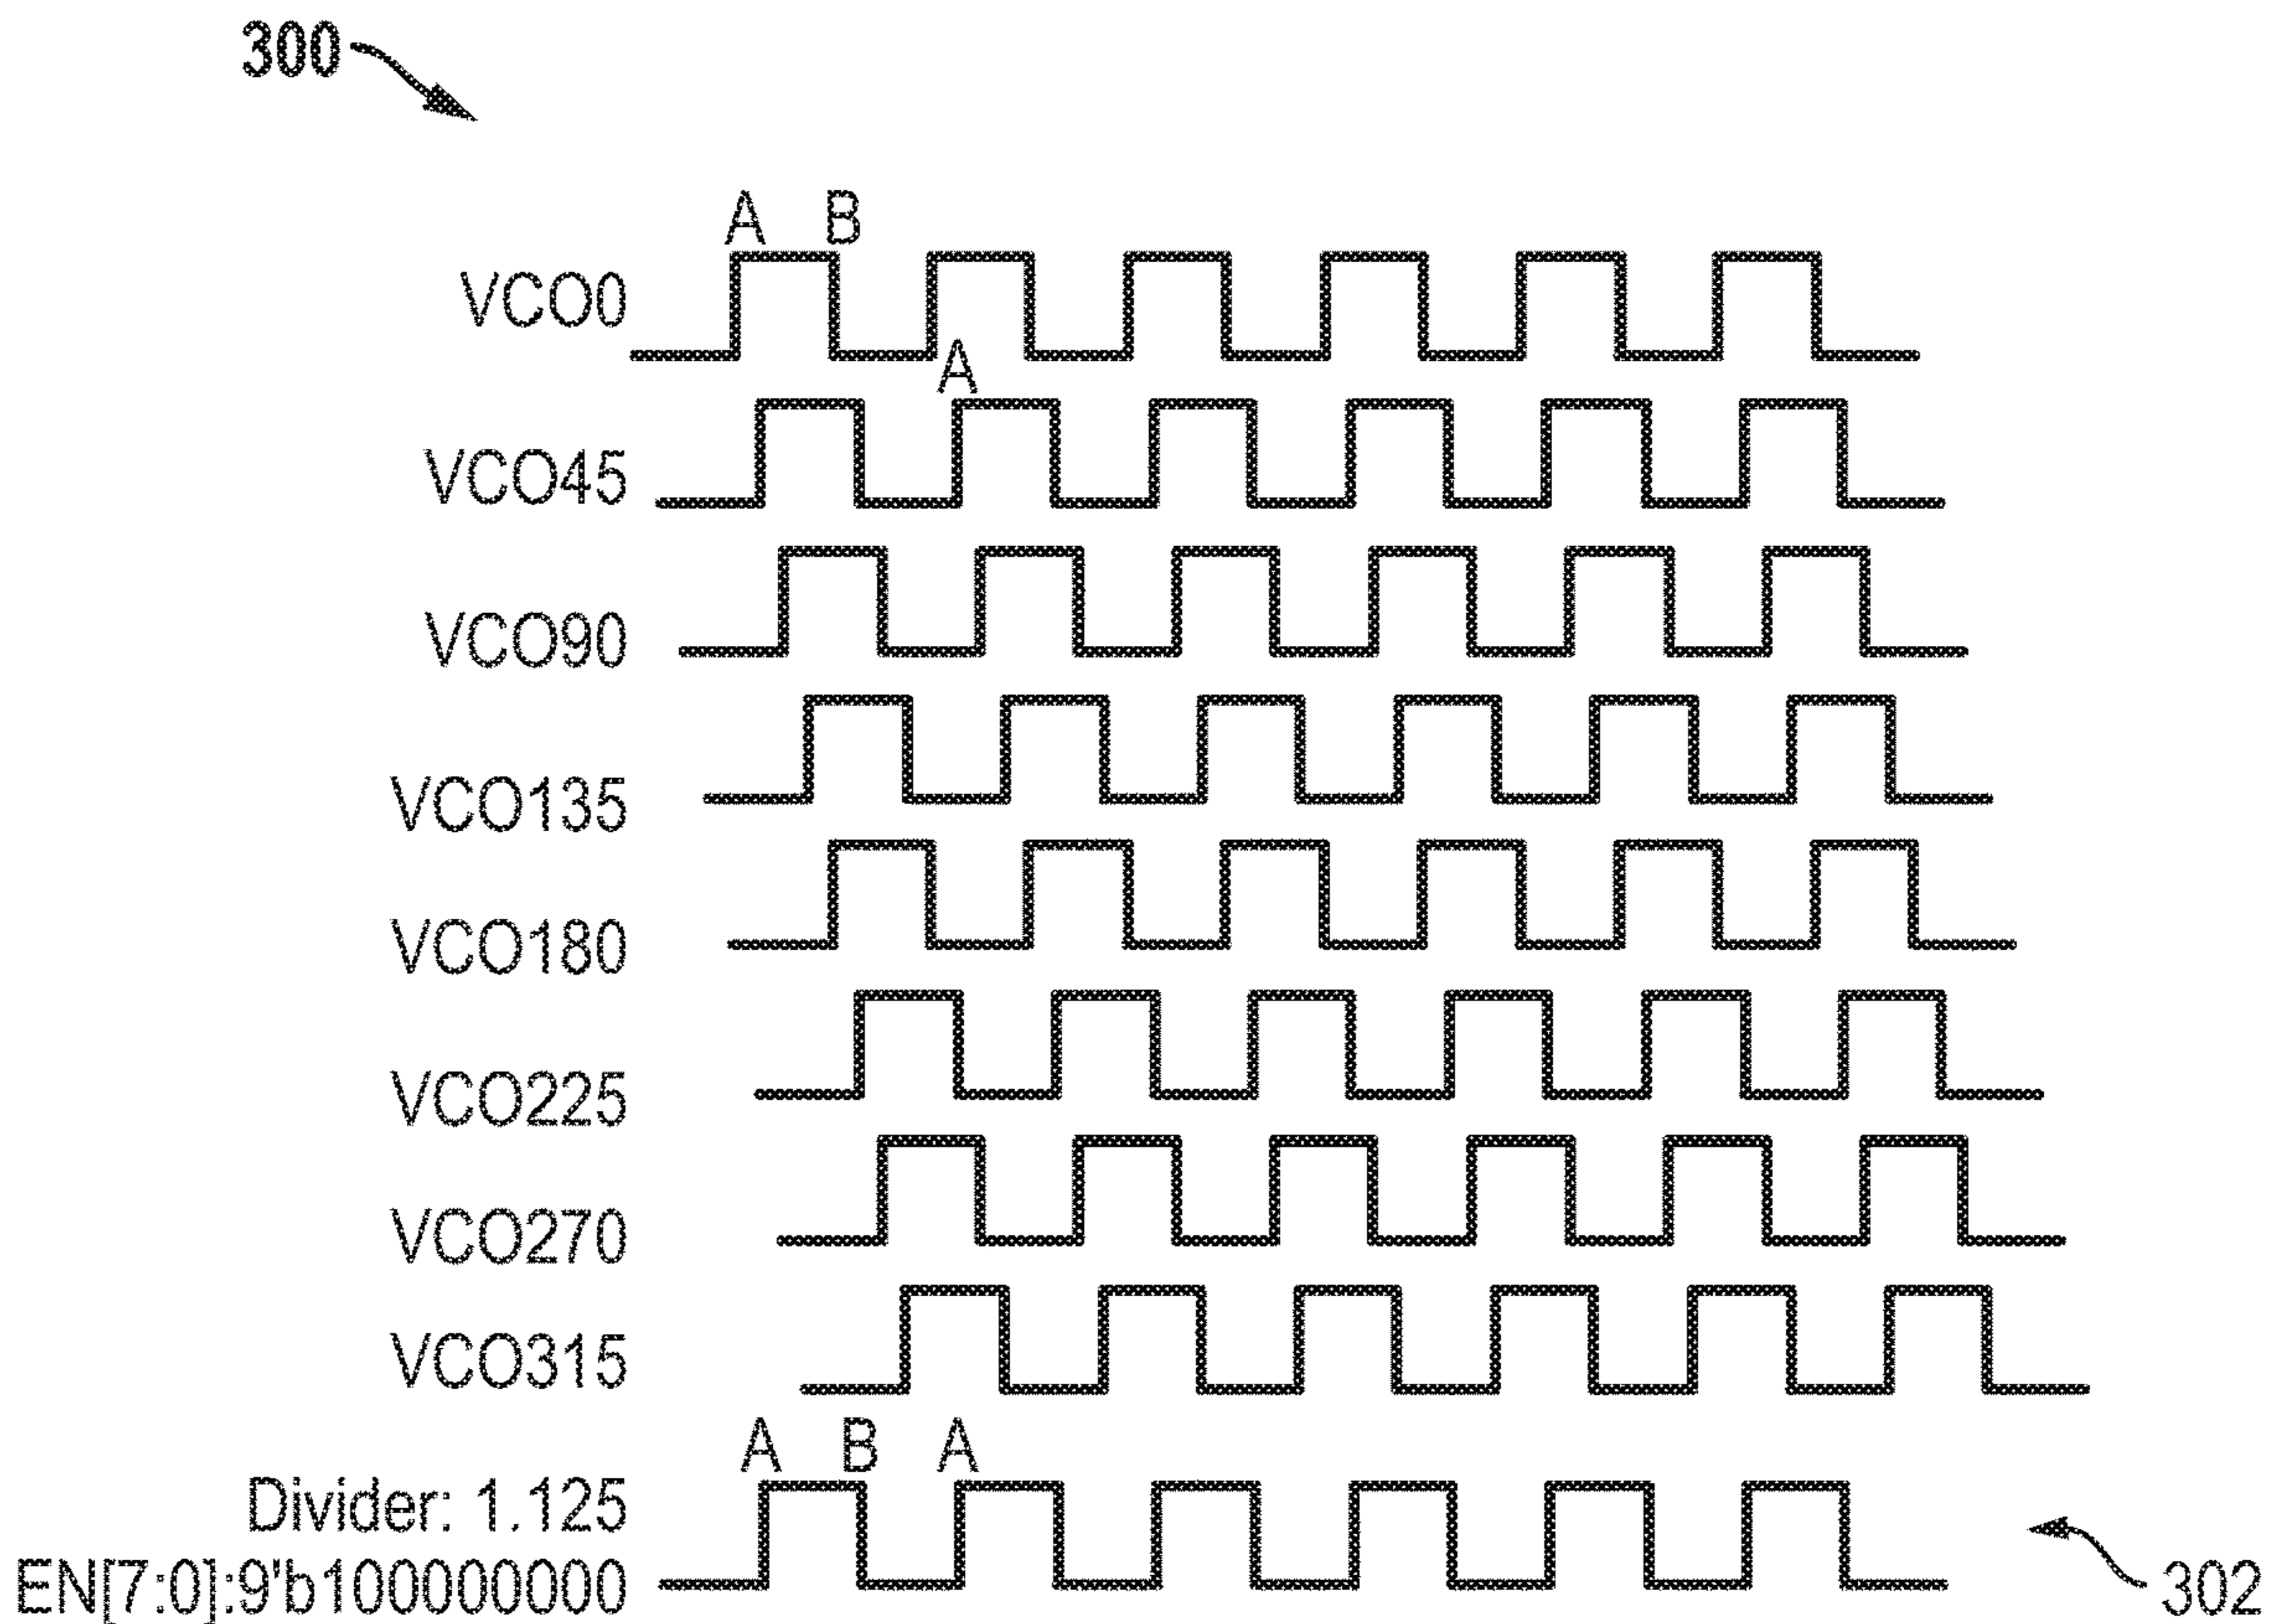 300
A B
VCO0
A
VCO45
VCO90
VCO135
VCO180
VCO225
VCO270
VCO315
A B A
Divider: 1.125
EN[7:0]:9'b100000000
302